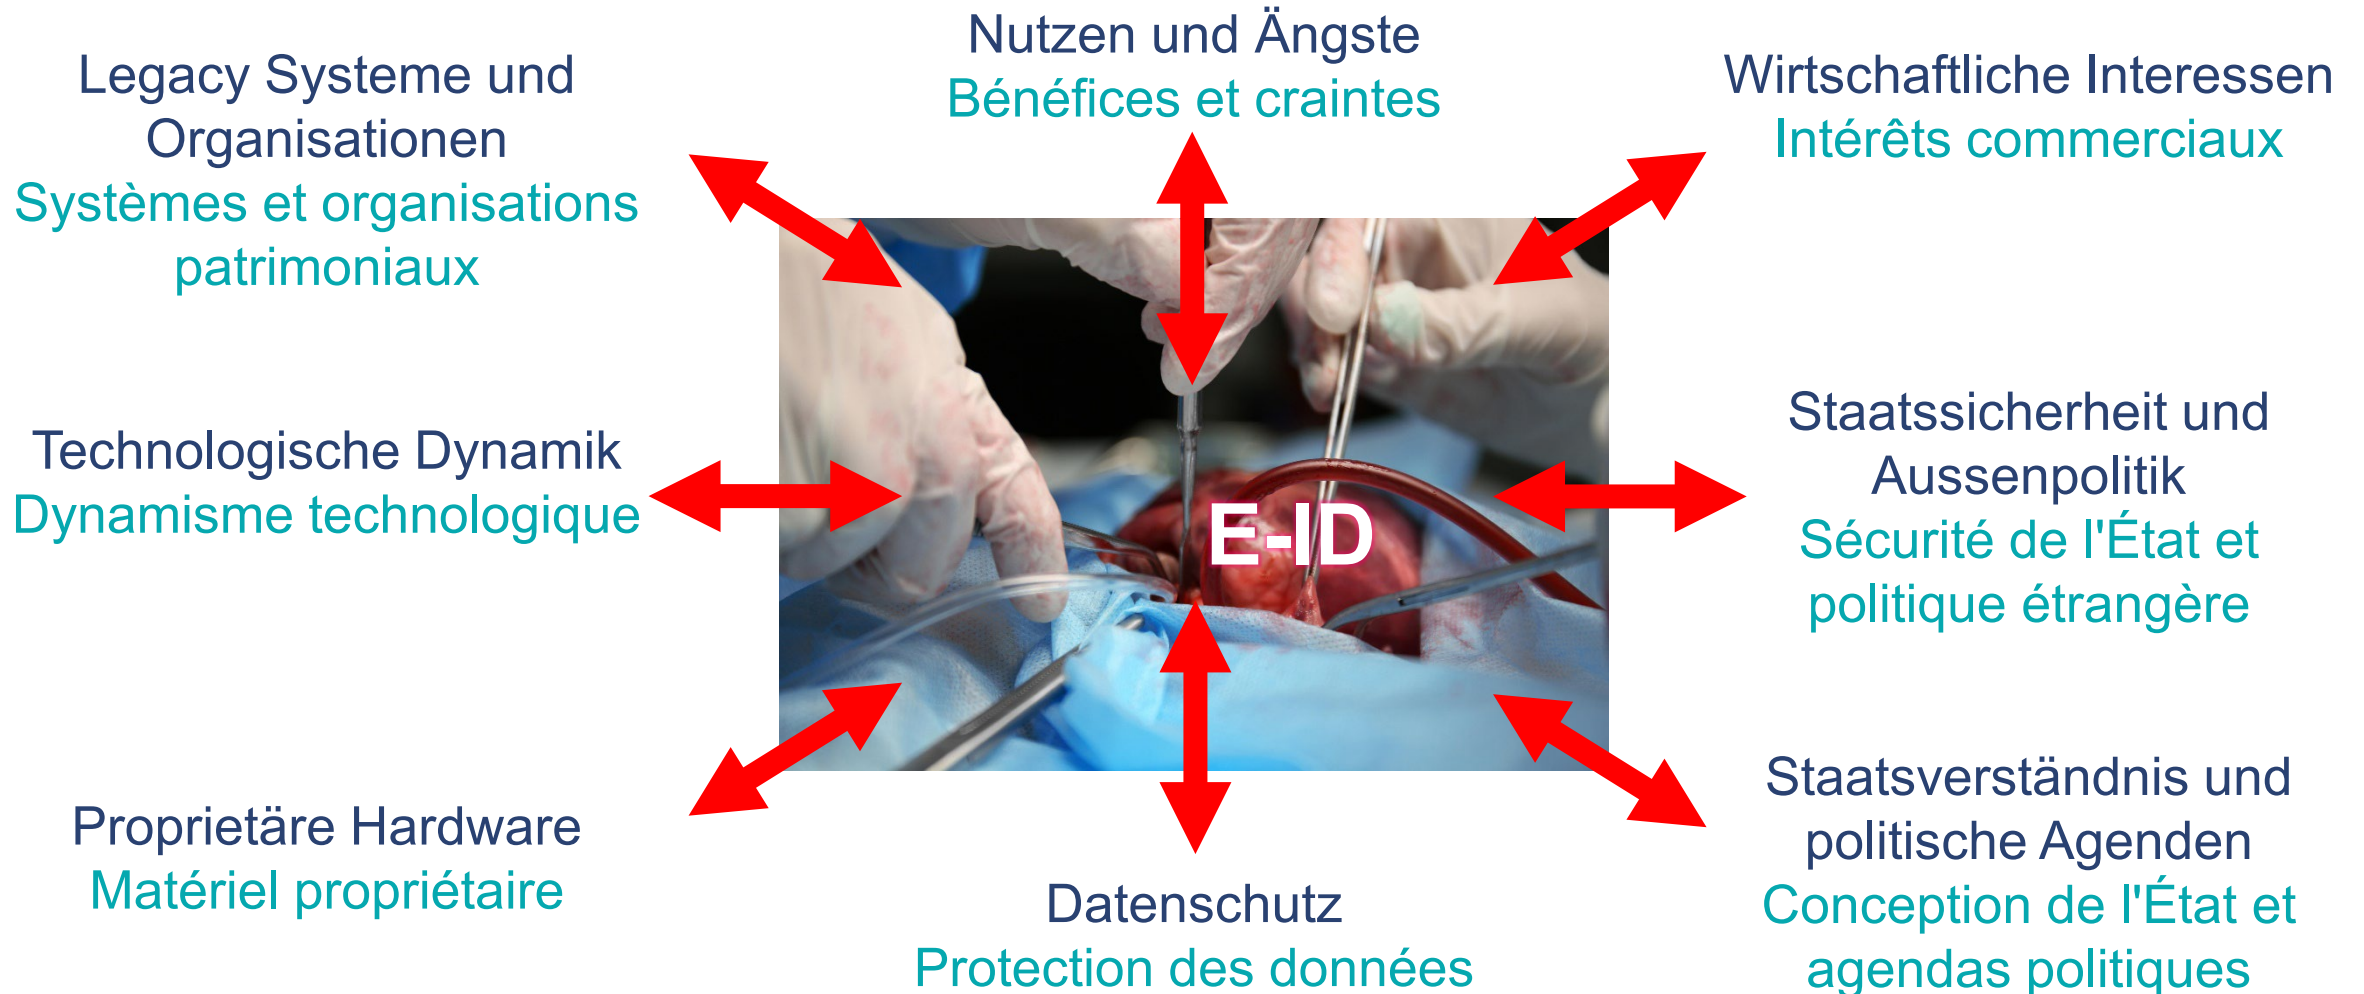 Nutzen und Ängste
Bénéfices et craintes
Legacy Systeme und
Organisationen
Systèmes et organisations
patrimoniaux
Wirtschaftliche Interessen
Intérêts commerciaux
Technologische Dynamik
Dynamisme technologique
E-ID
Staatssicherheit und
Aussenpolitik
Sécurité de l'État et
politique étrangère
Proprietäre Hardware
Matériel propriétaire
Datenschutz
Protection des données
Staatsverständnis und
politische Agenden
Conception de l'État et
agendas politiques